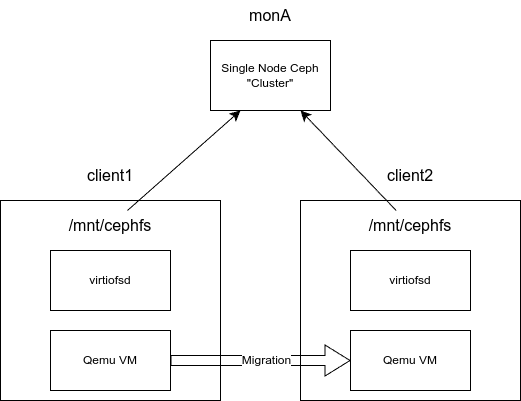 monA
Single Node Ceph
"Cluster"
client1
client2
/mnt/cephfs
/mnt/cephfs
virtiofsd
virtiofsd
Qemu VM
Migration
Qemu VM